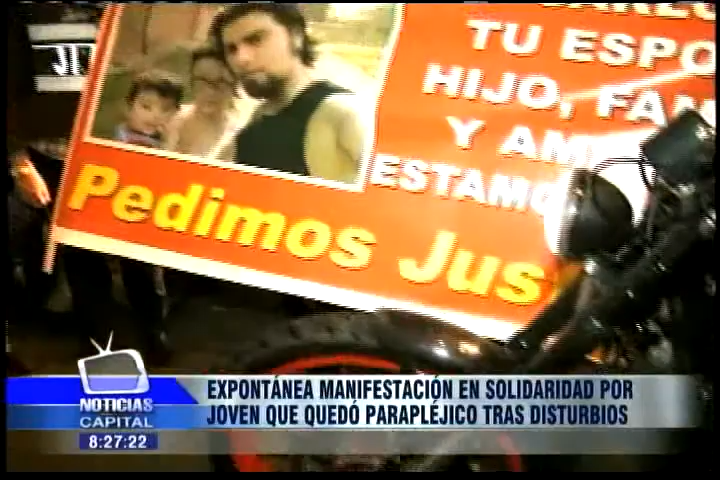 TU ESPO
HIJO, FAM
Y AM
ESTAMO
Pedimos Jus
EXPONTÁNEA MANIFESTACIÓN EN SOLIDARIDAD POR
JOVEN QUE QUEDÓ PARAPLÉJICO TRAS DISTURBIOS
NOTICIAS
CAPITAL
8:27:22